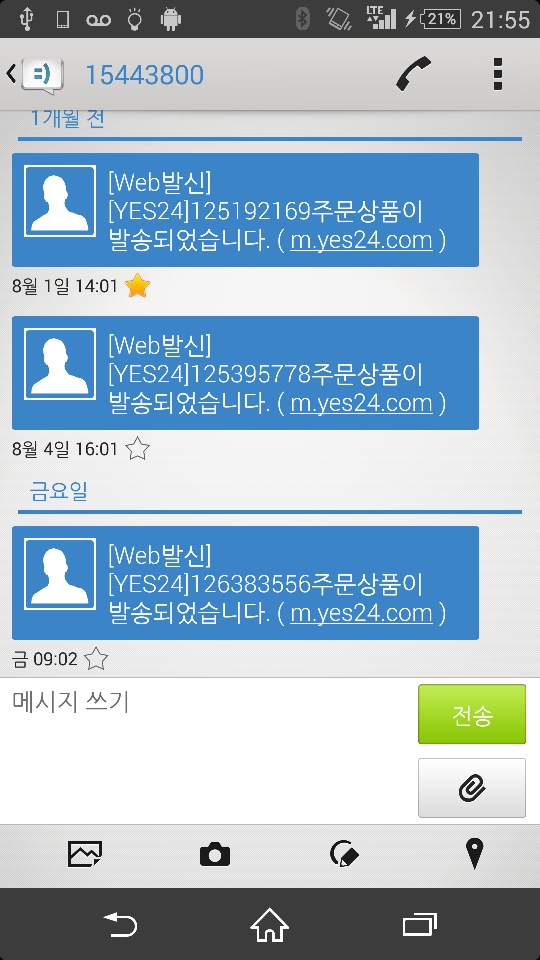 LTE 21% 21:55
=) 15443800
1개월 전
[Web발신]
[YES24]125192169주문상품이
발송되었습니다. ( m.yes24.com )
8월 1일 14:01
[Web발신]
[YES24]125395778주문상품이
발송되었습니다. ( m.yes24.com )
8월 4일 16:01
금요일
[Web발신]
[YES24]126383556주문상품이
발송되었습니다. ( m.yes24.com )
금 09:02
메시지 쓰기
전송